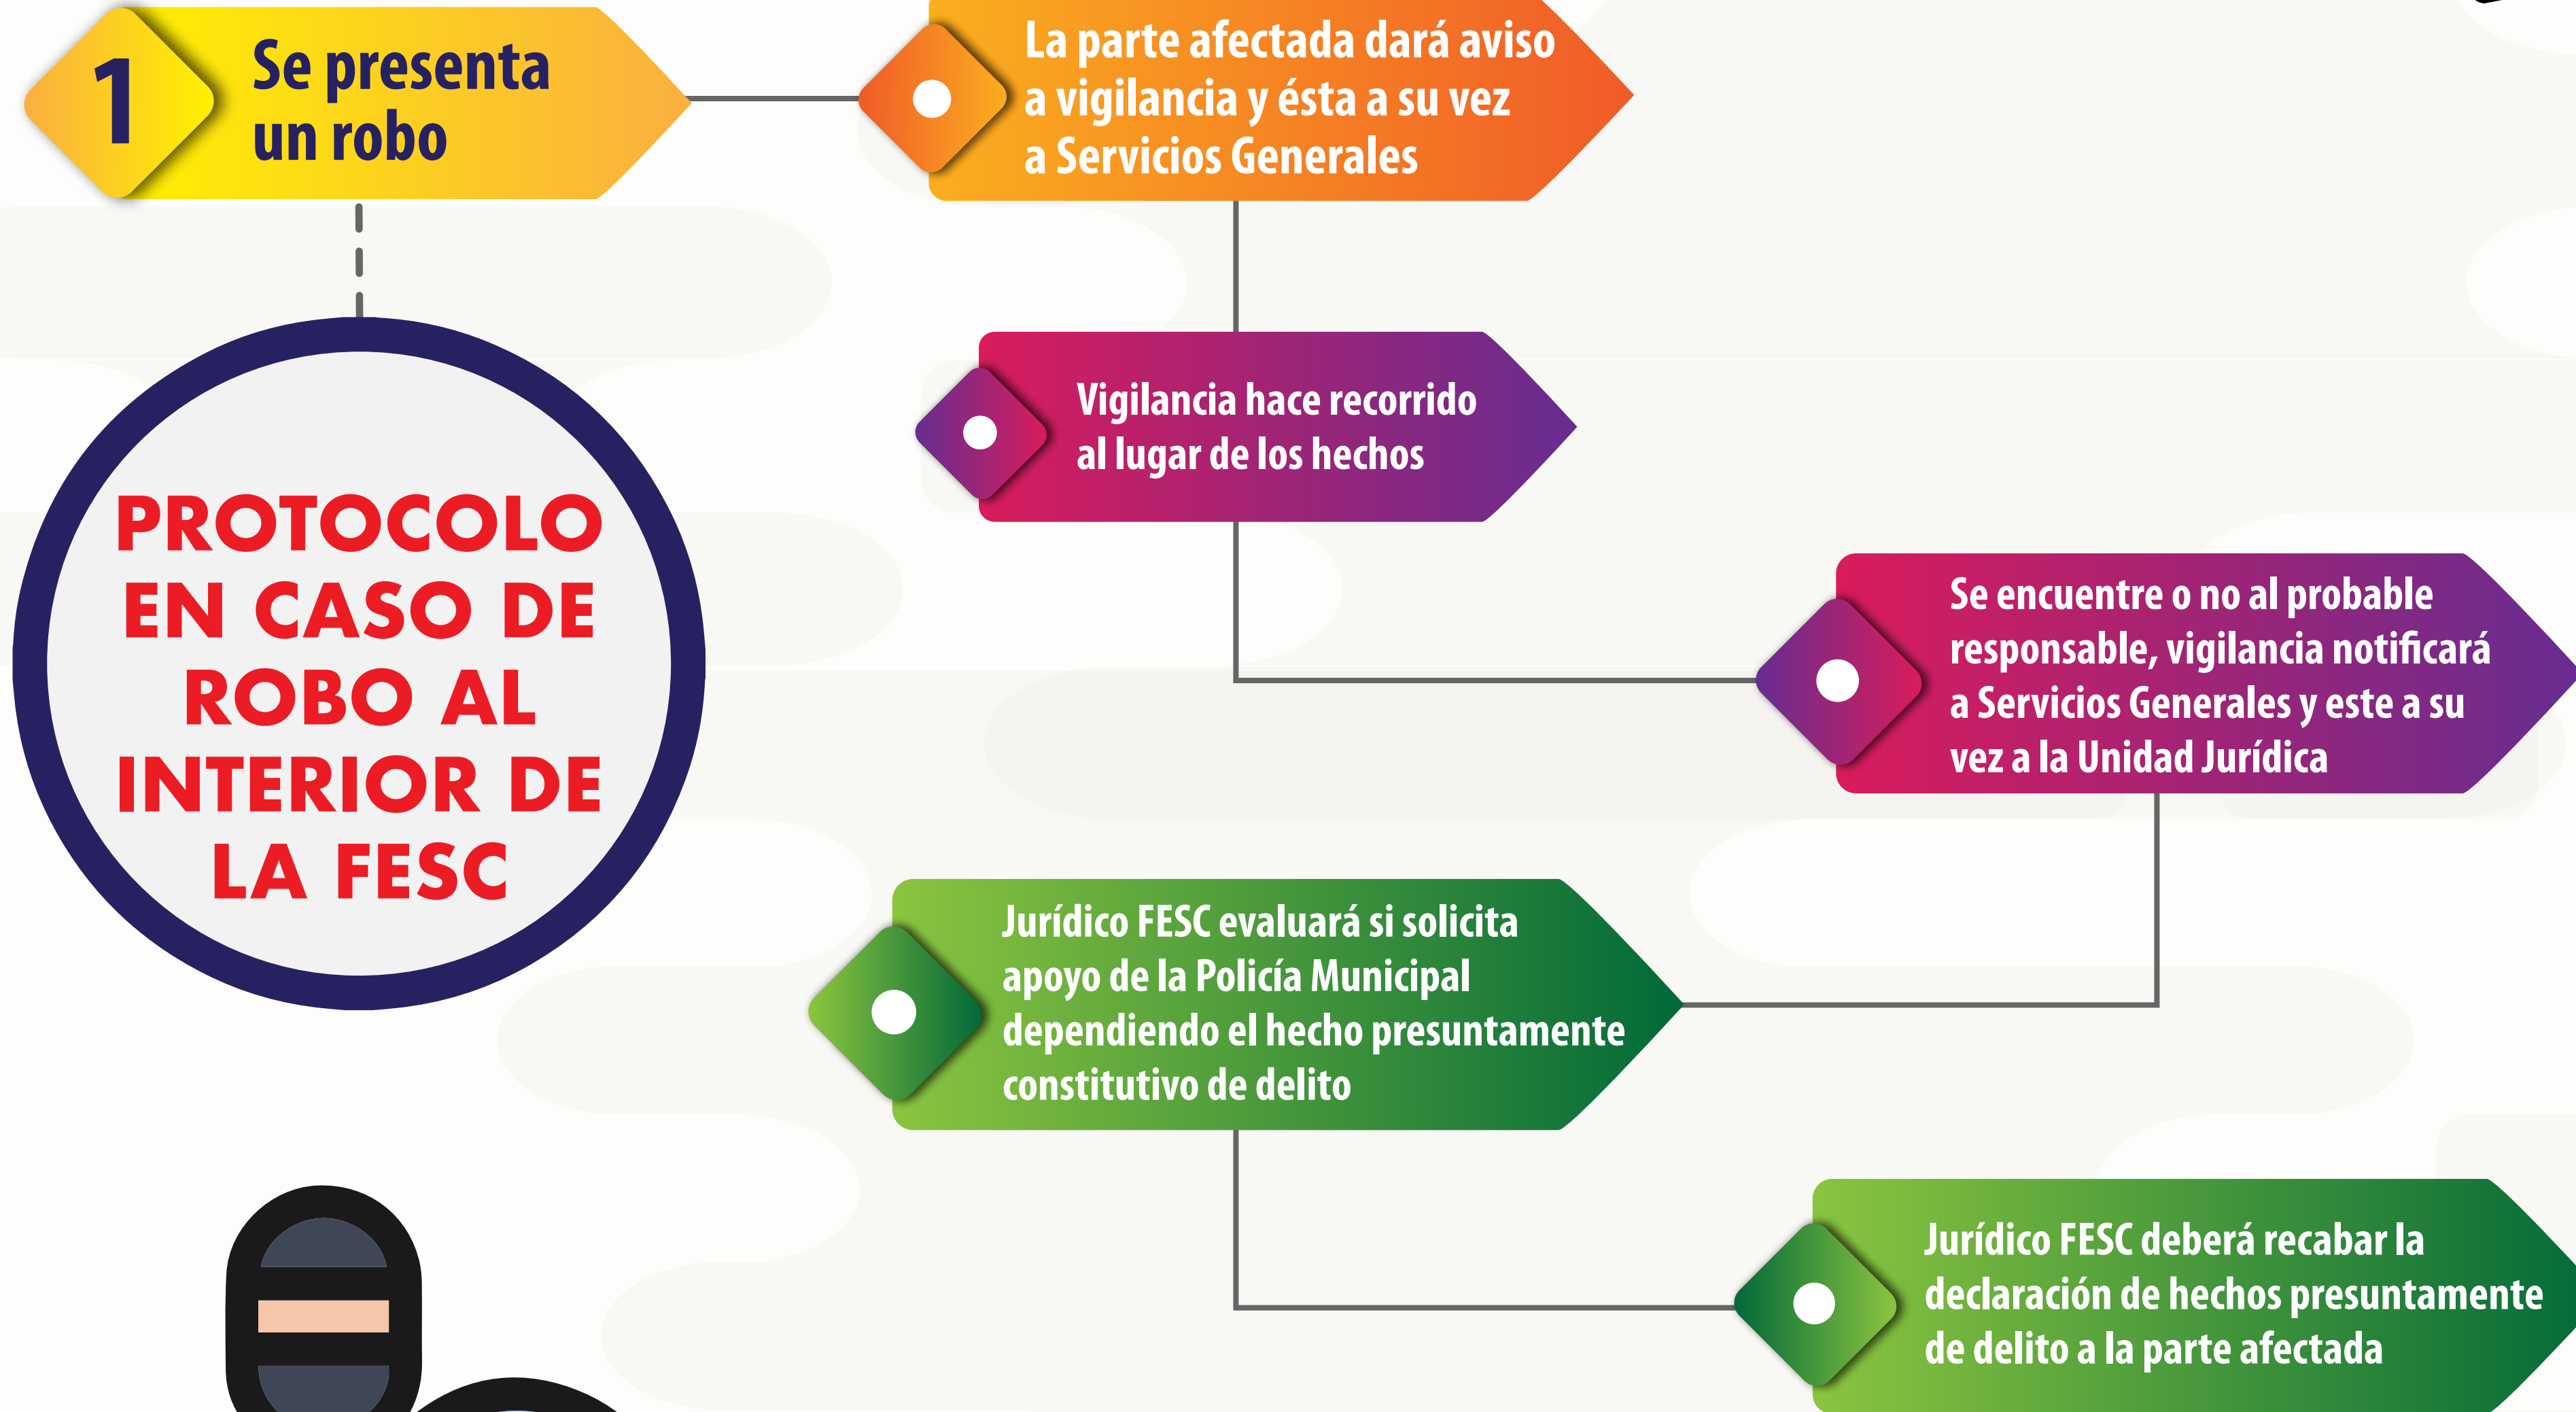 1
Se presenta
un robo
La parte afectada dará aviso
a vigilancia y ésta a su vez
a Servicios Generales
Vigilancia hace recorrido
al lugar de los hechos
PROTOCOLO
EN CASO DE
ROBO AL
INTERIOR DE
LA FESC
Se encuentre o no al probable
responsable, vigilancia notificará
a Servicios Generales y este a su
vez a la Unidad Jurídica
Jurídico FESC evaluará si solicita
apoyo de la Policía Municipal
dependiendo el hecho presuntamente
constitutivo de delito
Jurídico FESC deberá recabar la
declaración de hechos presuntamente
de delito a la parte afectada